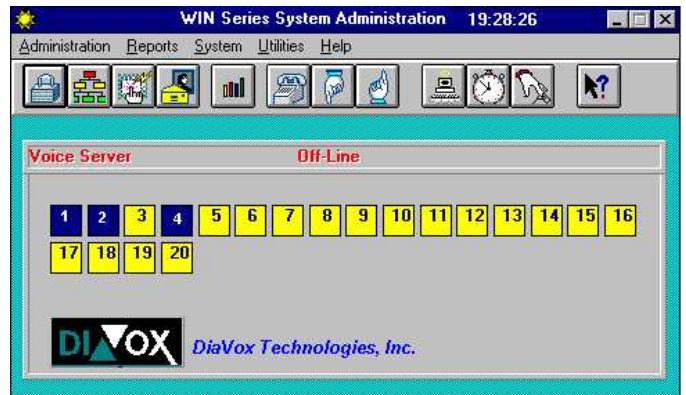 WIN Series System Administration 19:28:26
Administration Reports System Utilities Help
Voice Server Off-Line
1 2 3 4 5 6 7 8 9 10 11 12 13 14 15 16
17 18 19 20
DIAVOX DiaVox Technologies, Inc.